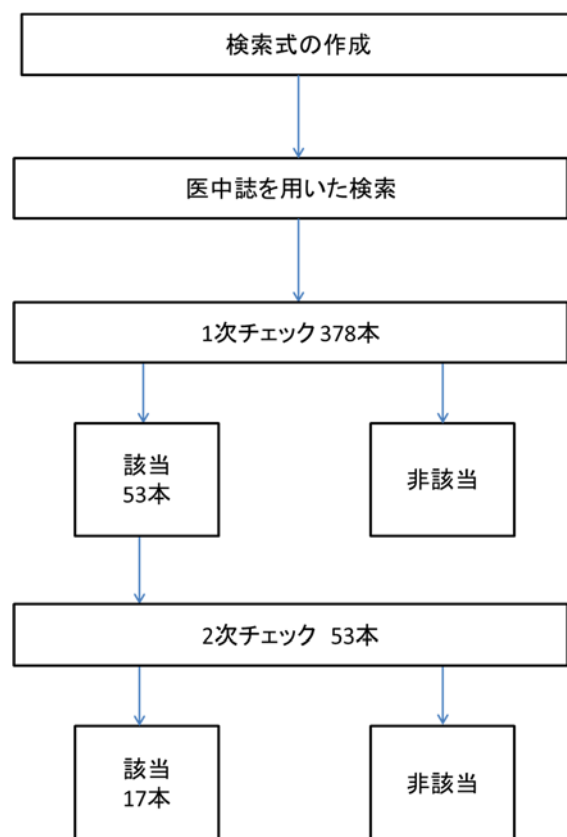 検索式の作成
医中誌を用いた検索
1次チェック 378本
該当
53本
非該当
2次チェック 53本
該当
17本
非該当